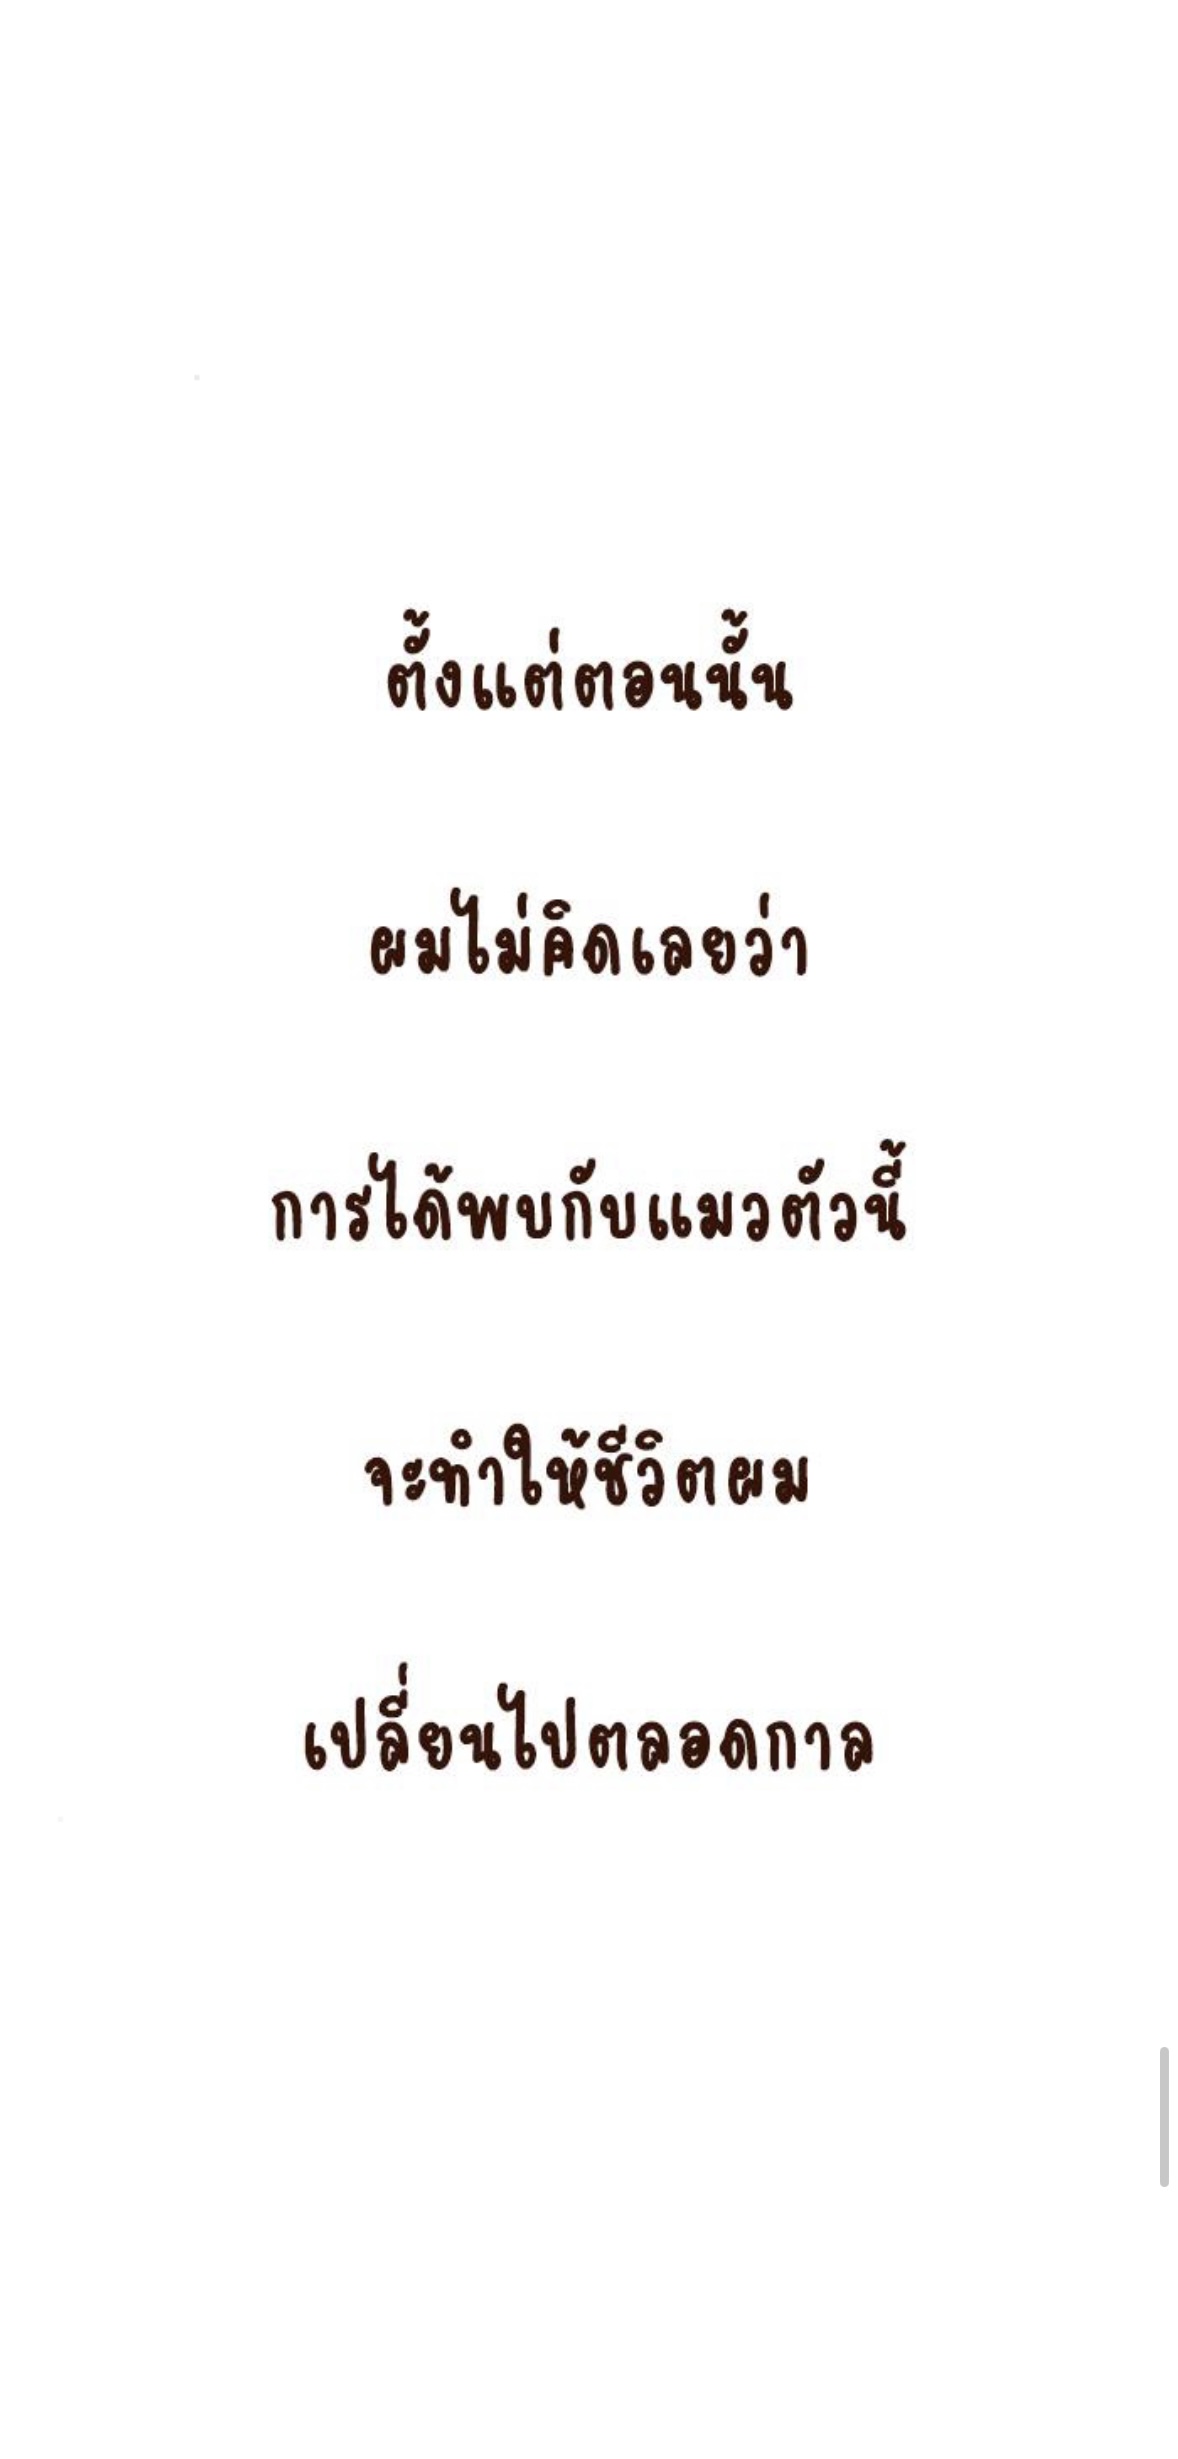 ตั้งแต่ตอนนั้น
ผมไม่คิดเลยว่า
การได้พบกับแมวตัวนี้
จะทำให้ชีวิตผม
เปลี่ยนไปตลอดกาล